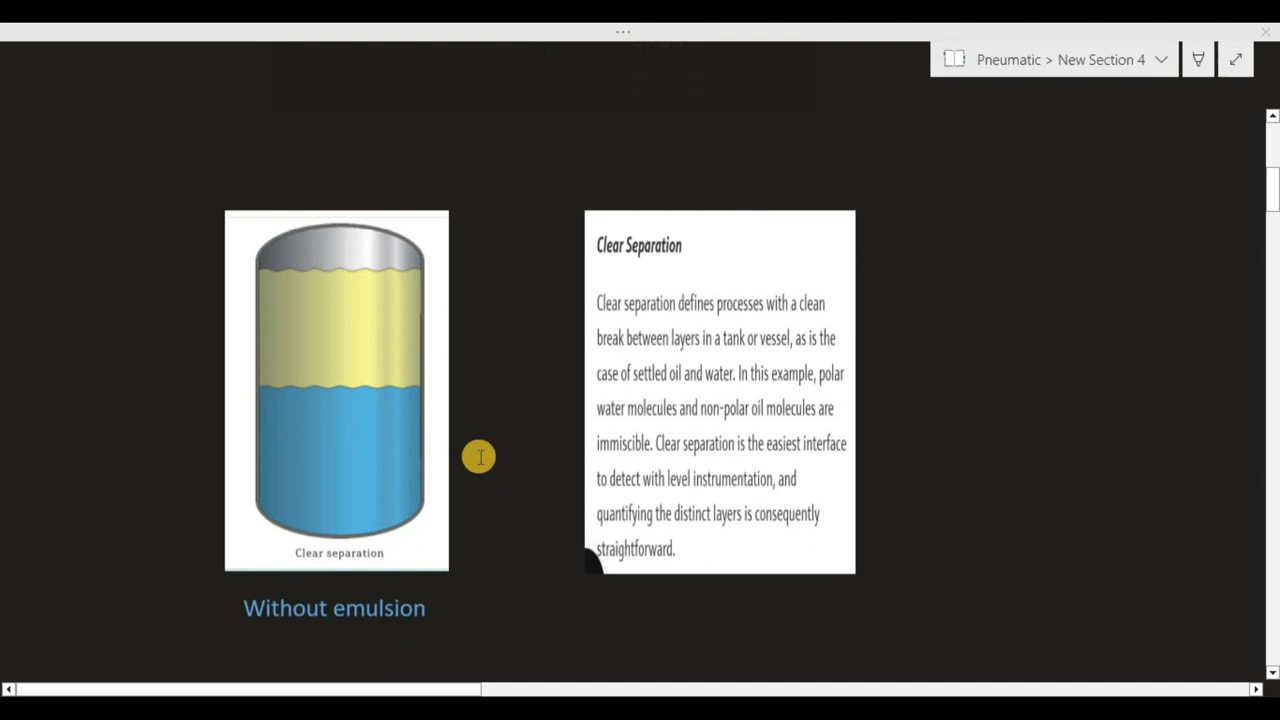 Pneumatic > New Section 4
Clear Separation
Clear separation defines processes with a clean
break between layers in a tank or vessel, as is the
case of settled oil and water. In this example, polar
water molecules and non-polar oil molecules are
immiscible. Clear separation is the easiest interface
to detect with level instrumentation, and
quantifying the distinct layers is consequently
straightforward.
Clear separation
Without emulsion